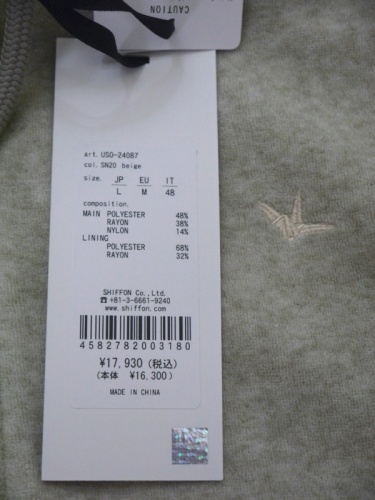 CAUTION
art. USO-24087
col. SN20 beige
size. JP EU IT
L M 48
composition.
MAIN POLYESTER 48%
RAYON 38%
NYLON 14%
LINING
POLYESTER 68%
RAYON 32%
SHIFFON Co., Ltd.
☎ +81-3-6661-9240
www.shiffon.com
4582782003180
¥17,930 (税込)
(本体 ¥16,300)
MADE IN CHINA